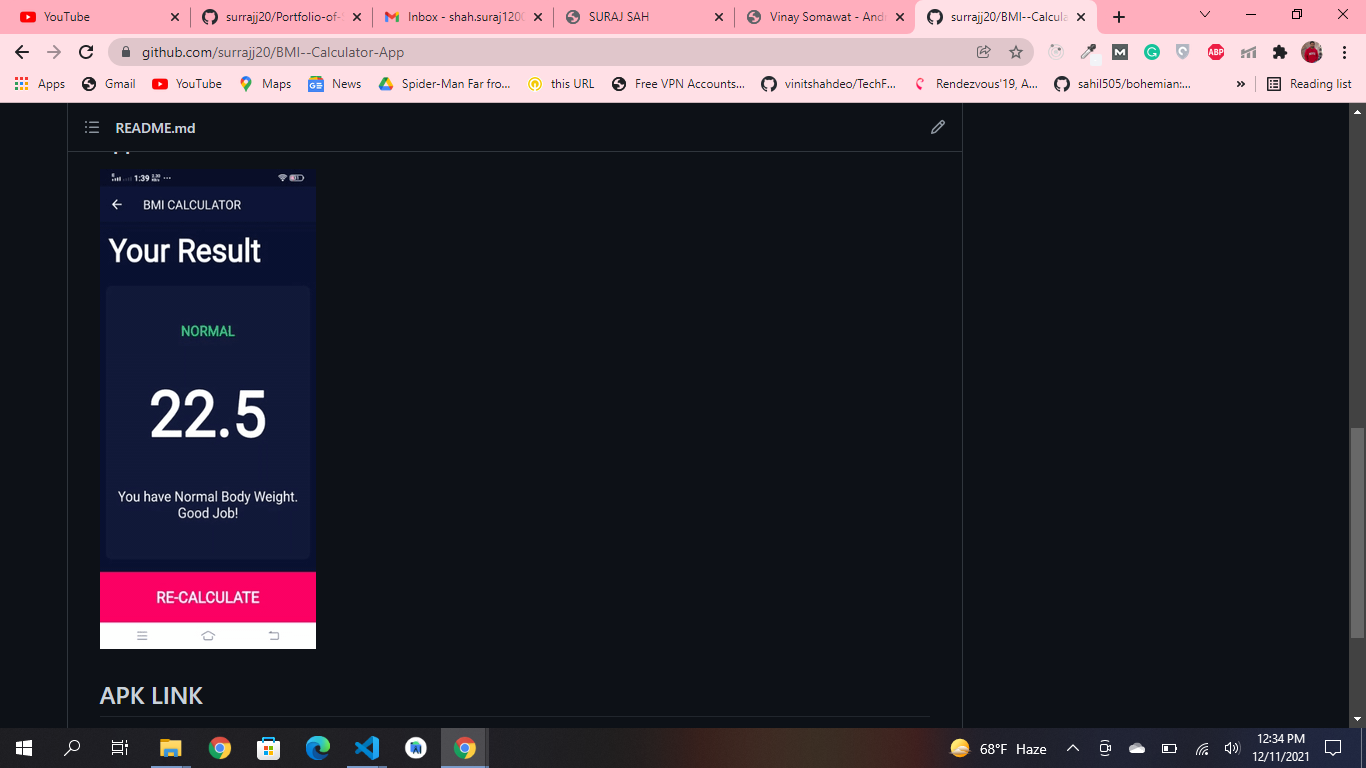 YouTube
surrajj20/Portfolio-of-S
Inbox - shah.suraj1200
SURAJ SAH
Vinay Somawat - Andr
surrajj20/BMI--Calcula
github.com/surrajj20/BMI--Calculator-App
Apps
Gmail
YouTube
Maps
News
Spider-Man Far fro...
this URL
Free VPN Accounts...
vinitshahdeo/TechF...
Rendezvous'19, A...
sahil505/bohemian:...
»
Reading list
README.md
1:39
BMI CALCULATOR
Your Result
NORMAL
22.5
You have Normal Body Weight.
Good Job!
RE-CALCULATE
APK LINK
68°F Haze
12:34 PM
12/11/2021